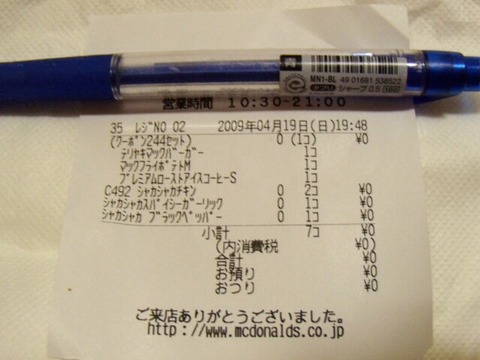 青
MN1-BL 49 01681 538522
シャープ 0.5 (SBB)
営業時間 10:30-21:00
35 ﾚｼﾞNO 02 2009年04月19日(日)19:48
(ｸｰﾎﾟﾝ244ｾｯﾄ) 0 (1コ) ¥0
ﾃﾘﾔｷﾏｯｸﾊﾞｰｶﾞｰ 1コ
ﾏｯｸﾌﾗｲﾎﾟﾃﾄM 1コ
ﾌﾟﾚﾐｱﾑﾛｰｽﾄｱｲｽｺｰﾋｰS 1コ
C492 ｼｬｶｼｬｶﾁｷﾝ 0 2コ ¥0
ｼｬｶｼｬｶｽﾊﾟｲｼｰｶﾞｰﾘｯｸ 0 1コ ¥0
ｼｬｶｼｬｶ ﾌﾞﾗｯｸﾍﾟｯﾊﾟｰ 0 1コ ¥0
小計 7コ ¥0
(内消費税 ¥0)
合計 ¥0
お預り ¥0
おつり ¥0
ご来店ありがとうございました。
http://www.mcdonalds.co.jp